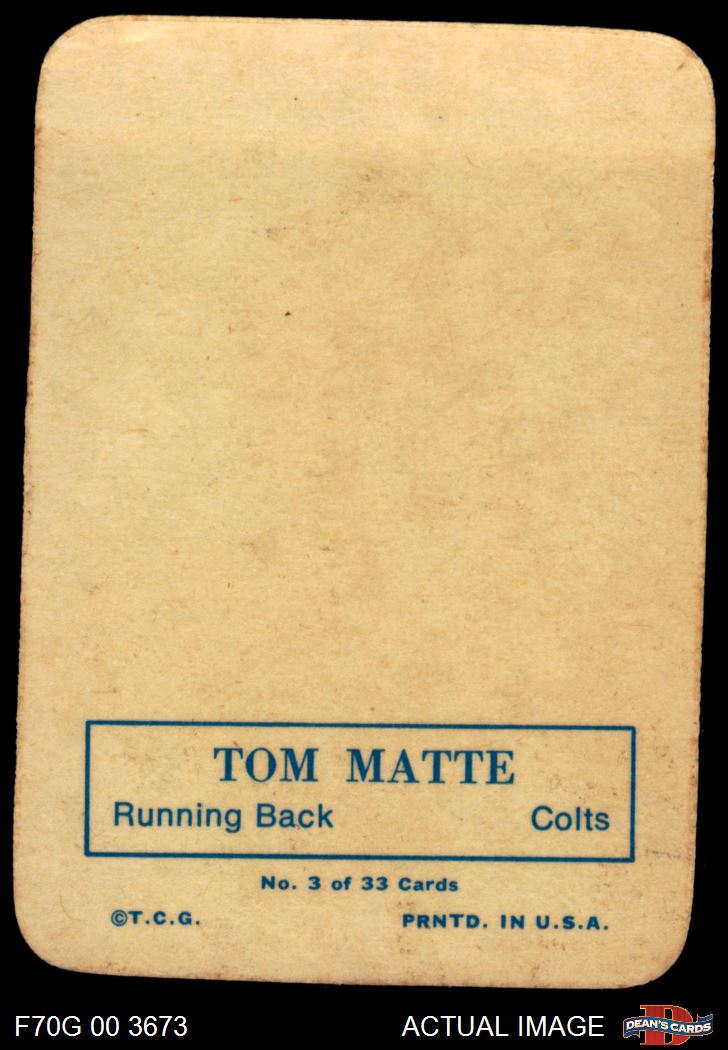 TOM MATTE
Running Back Colts
No. 3 of 33 Cards
©T.C.G. PRNTD. IN U.S.A.
F70G 00 3673 ACTUAL IMAGE D DEAN'S CARDS